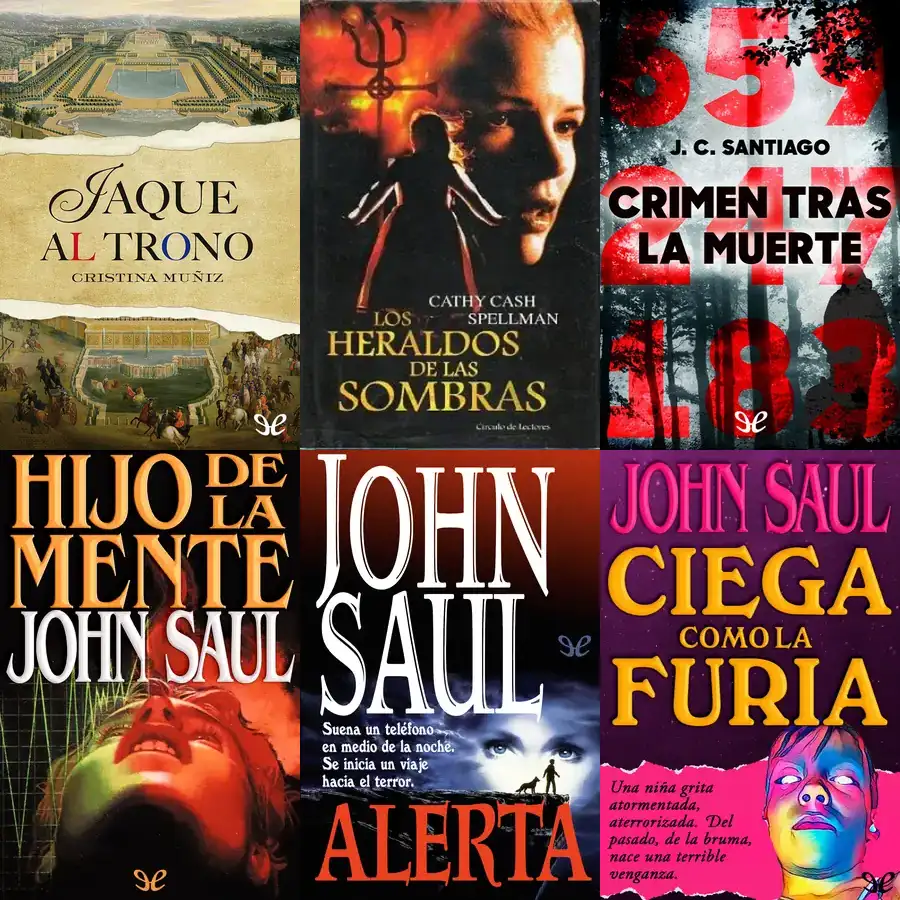 JAQUE
AL TRONO
CRISTINA MUÑIZ
CATHY CASH
SPELLMAN
LOS
HERALDOS
DE LAS
SOMBRAS
Círculo de Lectores
659
J. C. SANTIAGO
247
CRIMEN TRAS
LA MUERTE
183
HIJO DE
LA
MENTE
JOHN SAUL
JOHN
SAUL
Suena un teléfono
en medio de la noche.
Se inicia un viaje
hacia el terror.
ALERTA
JOHN SAUL
CIEGA
COMO LA
FURIA
Una niña grita
atormentada,
aterrorizada. Del
pasado, de la bruma,
nace una terrible
venganza.